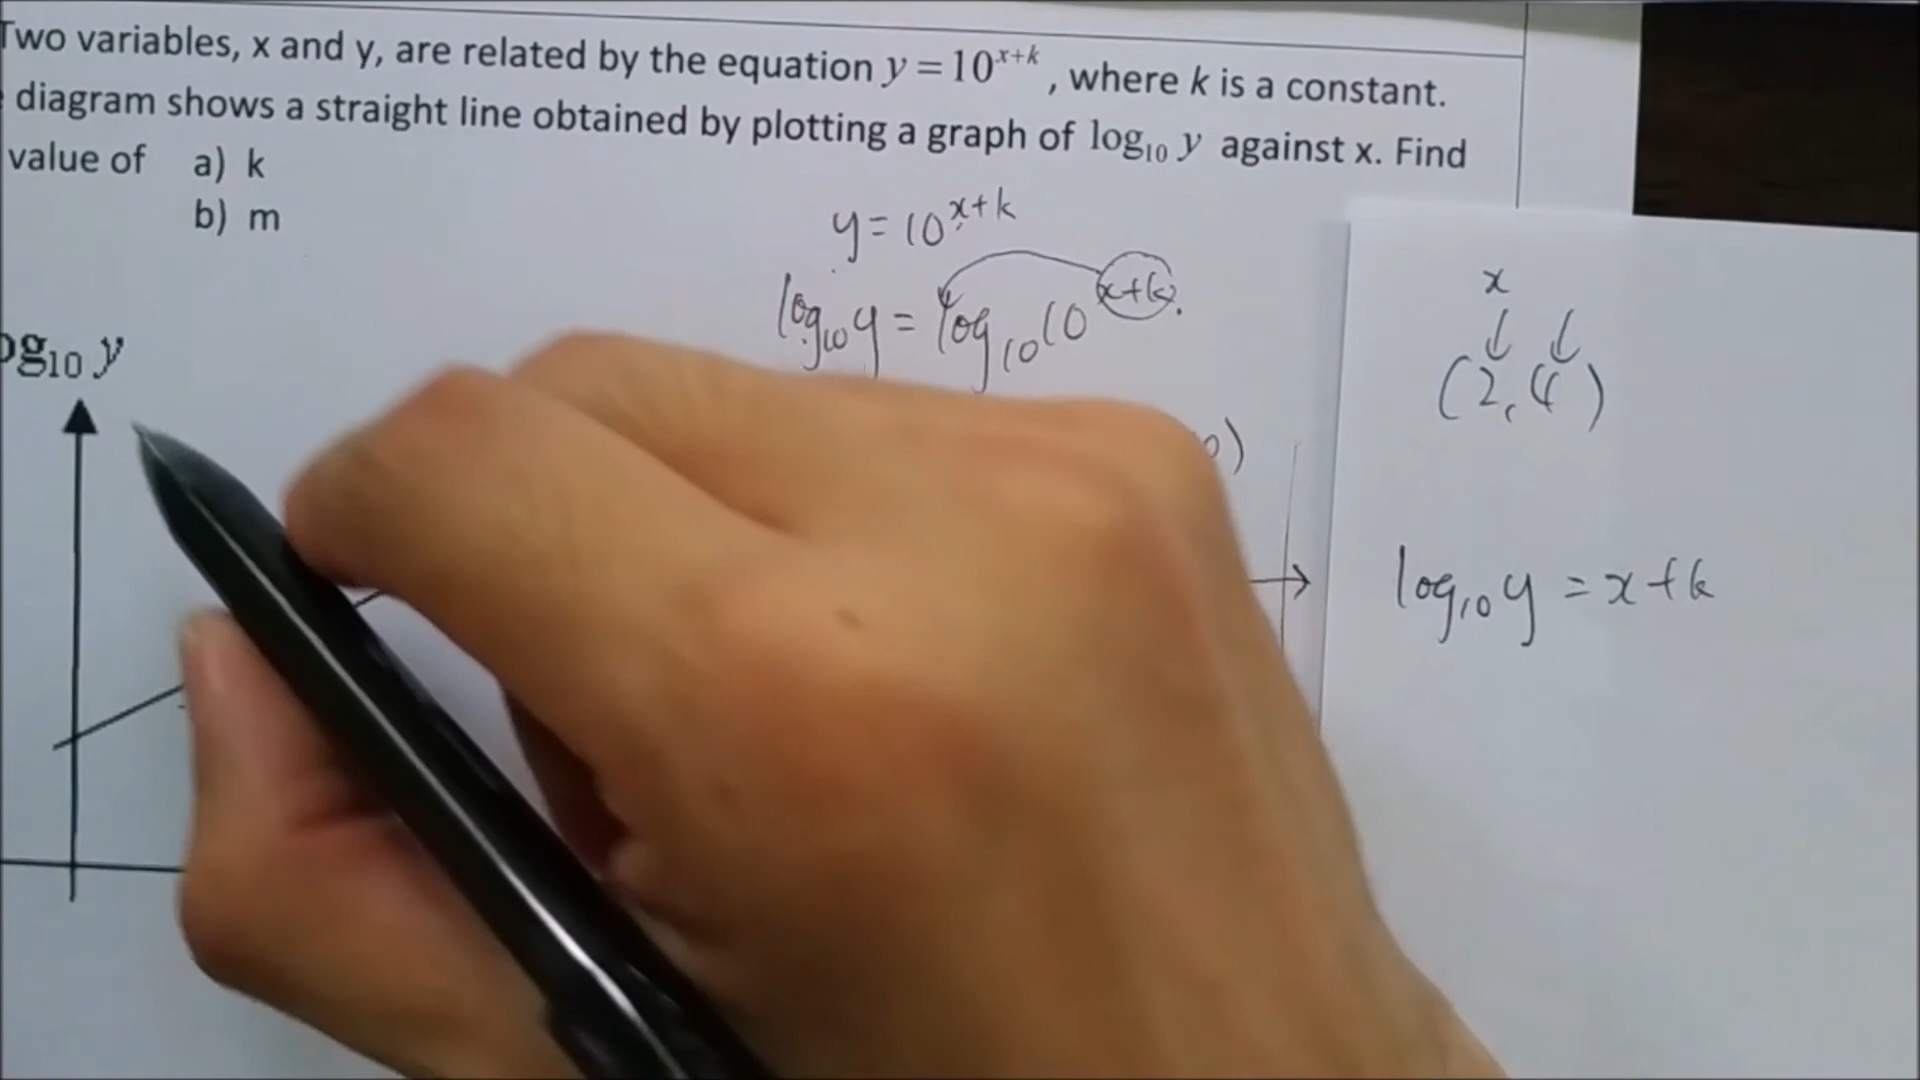 Two variables, x and y, are related by the equation y = 10^{x+k}, where k is a constant.
diagram shows a straight line obtained by plotting a graph of log₁₀ y against x. Find
value of a) k
b) m
y = 10^{x+k}
log₁₀ y = log₁₀ 10^{x+k}.
og₁₀ y
x
(2, 4)
log₁₀ y = x + k